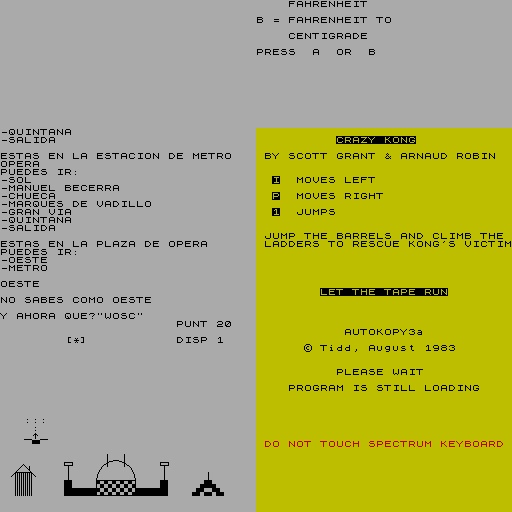 FAHRENHEIT
B = FAHRENHEIT TO
CENTIGRADE
PRESS A OR B
-QUINTANA
-SALIDA
ESTAS EN LA ESTACION DE METRO
OPERA
PUEDES IR:
-SOL
-MANUEL BECERRA
-CHUECA
-MARQUES DE VADILLO
-GRAN VIA
-QUINTANA
-SALIDA
ESTAS EN LA PLAZA DE OPERA
PUEDES IR:
-OESTE
-METRO
OESTE
NO SABES COMO OESTE
Y AHORA QUE?"WOSC"
PUNT 20
[*] DISP 1
CRAZY KONG
BY SCOTT GRANT & ARNAUD ROBIN
I MOVES LEFT
P MOVES RIGHT
1 JUMPS
JUMP THE BARRELS AND CLIMB THE
LADDERS TO RESCUE KONG'S VICTIM
LET THE TAPE RUN
AUTOKOPY3a
© Tidd, August 1983
PLEASE WAIT
PROGRAM IS STILL LOADING
DO NOT TOUCH SPECTRUM KEYBOARD